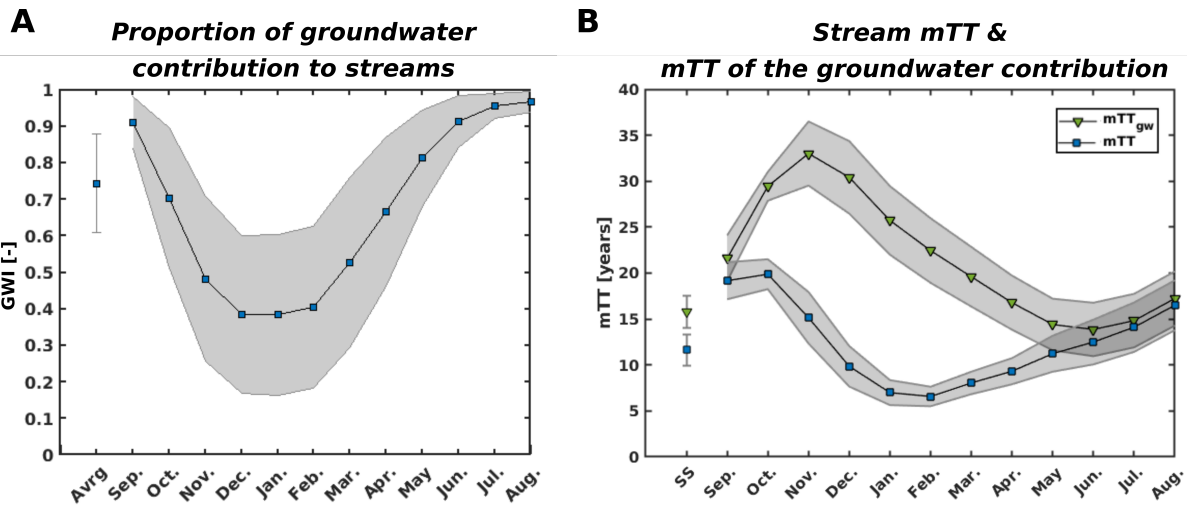 A
Proportion of groundwater
contribution to streams
GWI [-]
1
0.9
0.8
0.7
0.6
0.5
0.4
0.3
0.2
0.1
0
Avrg Sep. Oct. Nov. Dec. Jan. Feb. Mar. Apr. May Jun. Jul. Aug.
B
Stream mTT &
mTT of the groundwater contribution
mTT [years]
40
35
30
25
20
15
10
5
0
mTTgw
mTT
SS Sep. Oct. Nov. Dec. Jan. Feb. Mar. Apr. May Jun. Jul. Aug.